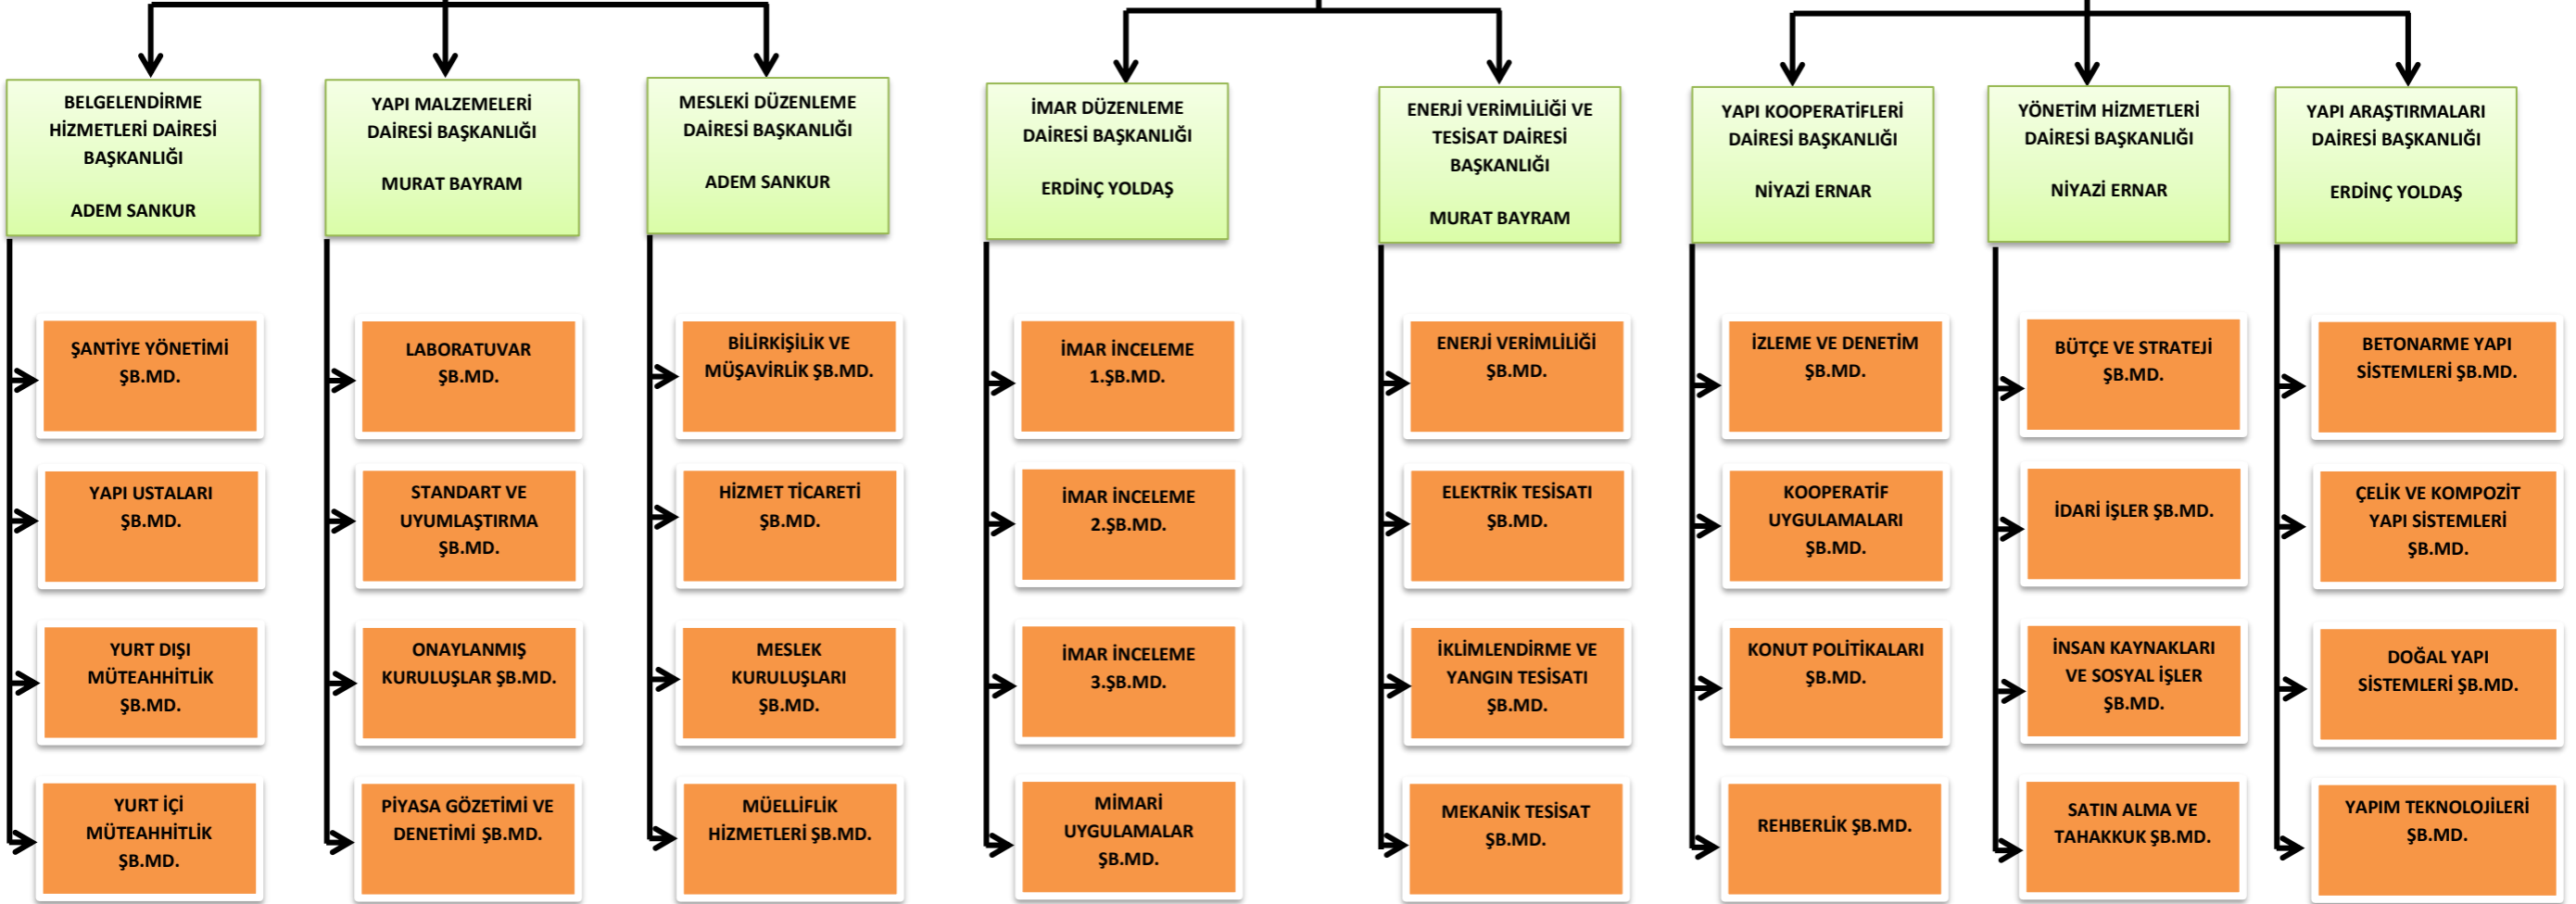 BELGELENDİRME
HİZMETLERİ DAİRESİ
BAŞKANLIĞI
ADEM SANKUR
YAPI MALZEMELERİ
DAİRESİ BAŞKANLIĞI
MURAT BAYRAM
MESLEKİ DÜZENLEME
DAİRESİ BAŞKANLIĞI
ADEM SANKUR
İMAR DÜZENLEME
DAİRESİ BAŞKANLIĞI
ERDİNÇ YOLDAŞ
ENERJİ VERİMLİLİĞİ VE
TESİSAT DAİRESİ
BAŞKANLIĞI
MURAT BAYRAM
YAPI KOOPERATİFLERİ
DAİRESİ BAŞKANLIĞI
NİYAZİ ERNAR
YÖNETİM HİZMETLERİ
DAİRESİ BAŞKANLIĞI
NİYAZİ ERNAR
YAPI ARAŞTIRMALARI
DAİRESİ BAŞKANLIĞI
ERDİNÇ YOLDAŞ
ŞANTİYE YÖNETİMİ
ŞB.MD.
LABORATUVAR
ŞB.MD.
BİLİRKİŞİLİK VE
MÜŞAVİRLİK ŞB.MD.
İMAR İNCELEME
1.ŞB.MD.
ENERJİ VERİMLİLİĞİ
ŞB.MD.
İZLEME VE DENETİM
ŞB.MD.
BÜTÇE VE STRATEJİ
ŞB.MD.
BETONARME YAPI
SİSTEMLERİ ŞB.MD.
YAPI USTALARI
ŞB.MD.
STANDART VE
UYUMLAŞTIRMA
ŞB.MD.
HİZMET TİCARETİ
ŞB.MD.
İMAR İNCELEME
2.ŞB.MD.
ELEKTRİK TESİSATI
ŞB.MD.
KOOPERATİF
UYGULAMALARI
ŞB.MD.
İDARİ İŞLER ŞB.MD.
ÇELİK VE KOMPOZİT
YAPI SİSTEMLERİ
ŞB.MD.
YURT DIŞI
MÜTEAHHİTLİK
ŞB.MD.
ONAYLANMIŞ
KURULUŞLAR ŞB.MD.
MESLEK
KURULUŞLARI
ŞB.MD.
İMAR İNCELEME
3.ŞB.MD.
İKLİMLENDİRME VE
YANGIN TESİSATI
ŞB.MD.
KONUT POLİTİKALARI
ŞB.MD.
İNSAN KAYNAKLARI
VE SOSYAL İŞLER
ŞB.MD.
DOĞAL YAPI
SİSTEMLERİ ŞB.MD.
YURT İÇİ
MÜTEAHHİTLİK
ŞB.MD.
PİYASA GÖZETİMİ VE
DENETİMİ ŞB.MD.
MÜELLİFLİK
HİZMETLERİ ŞB.MD.
MİMARİ
UYGULAMALAR
ŞB.MD.
MEKANİK TESİSAT
ŞB.MD.
REHBERLİK ŞB.MD.
SATIN ALMA VE
TAHAKKUK ŞB.MD.
YAPIM TEKNOLOJİLERİ
ŞB.MD.